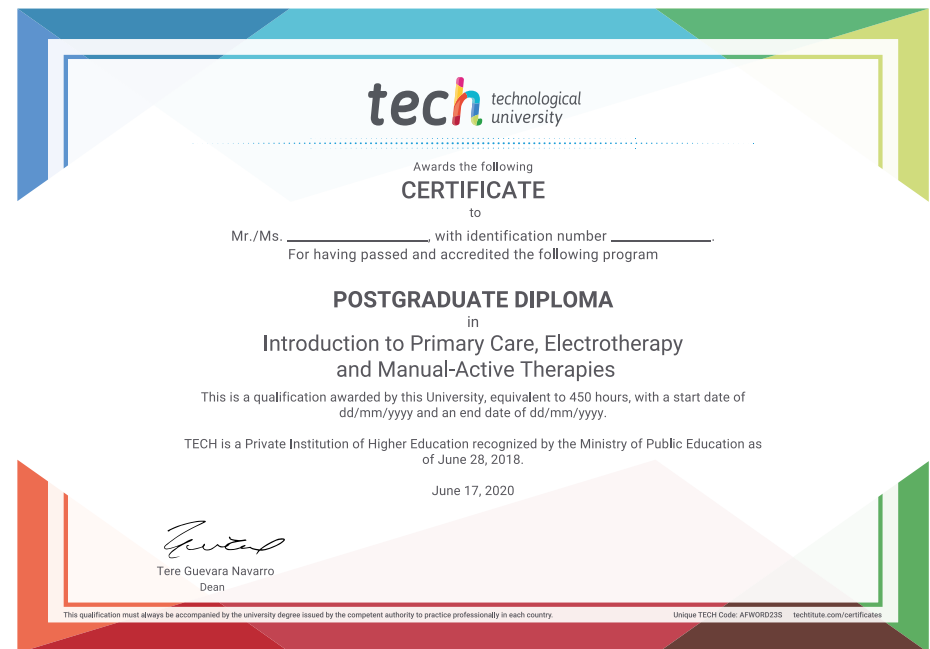 tech technological
university
Awards the following
CERTIFICATE
to
Mr./Ms. ____________, with identification number ____________.
For having passed and accredited the following program
POSTGRADUATE DIPLOMA
in
Introduction to Primary Care, Electrotherapy
and Manual-Active Therapies
This is a qualification awarded by this University, equivalent to 450 hours, with a start date of
dd/mm/yyyy and an end date of dd/mm/yyyy.
TECH is a Private Institution of Higher Education recognized by the Ministry of Public Education as
of June 28, 2018.
June 17, 2020
Tere Guevara Navarro
Dean
This qualification must always be accompanied by the university degree issued by the competent authority to practice professionally in each country. Unique TECH Code: AFWORD23S techtitute.com/certificates